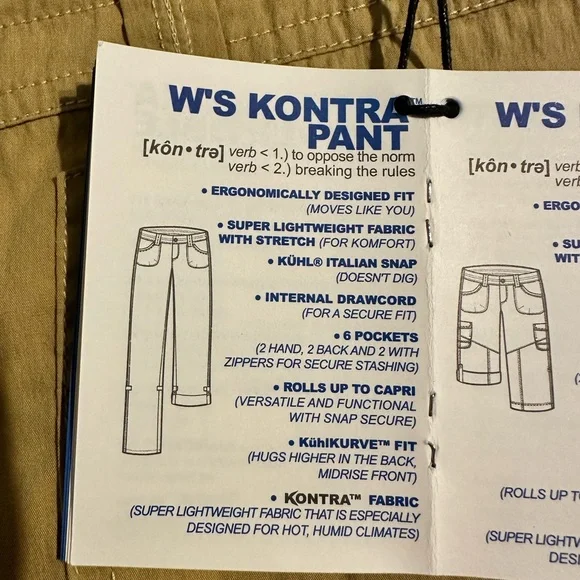 W'S KONTRA™
PANT
[kôn•trə] verb < 1.) to oppose the norm
verb < 2.) breaking the rules
• ERGONOMICALLY DESIGNED FIT
(MOVES LIKE YOU)
• SUPER LIGHTWEIGHT FABRIC
WITH STRETCH (FOR KOMFORT)
• KÜHL® ITALIAN SNAP
(DOESN'T DIG)
• INTERNAL DRAWCORD
(FOR A SECURE FIT)
• 6 POCKETS
(2 HAND, 2 BACK AND 2 WITH
ZIPPERS FOR SECURE STASHING)
• ROLLS UP TO CAPRI
(VERSATILE AND FUNCTIONAL
WITH SNAP SECURE)
• KühlKURVE™ FIT
(HUGS HIGHER IN THE BACK,
MIDRISE FRONT)
• KONTRA™ FABRIC
(SUPER LIGHTWEIGHT FABRIC THAT IS ESPECIALLY
DESIGNED FOR HOT, HUMID CLIMATES)
W'S
[kôn•trə] verb
verb
• ERGO
• SU
WIT
(ROLLS UP TO
(SUPER LIGHTW
DESI